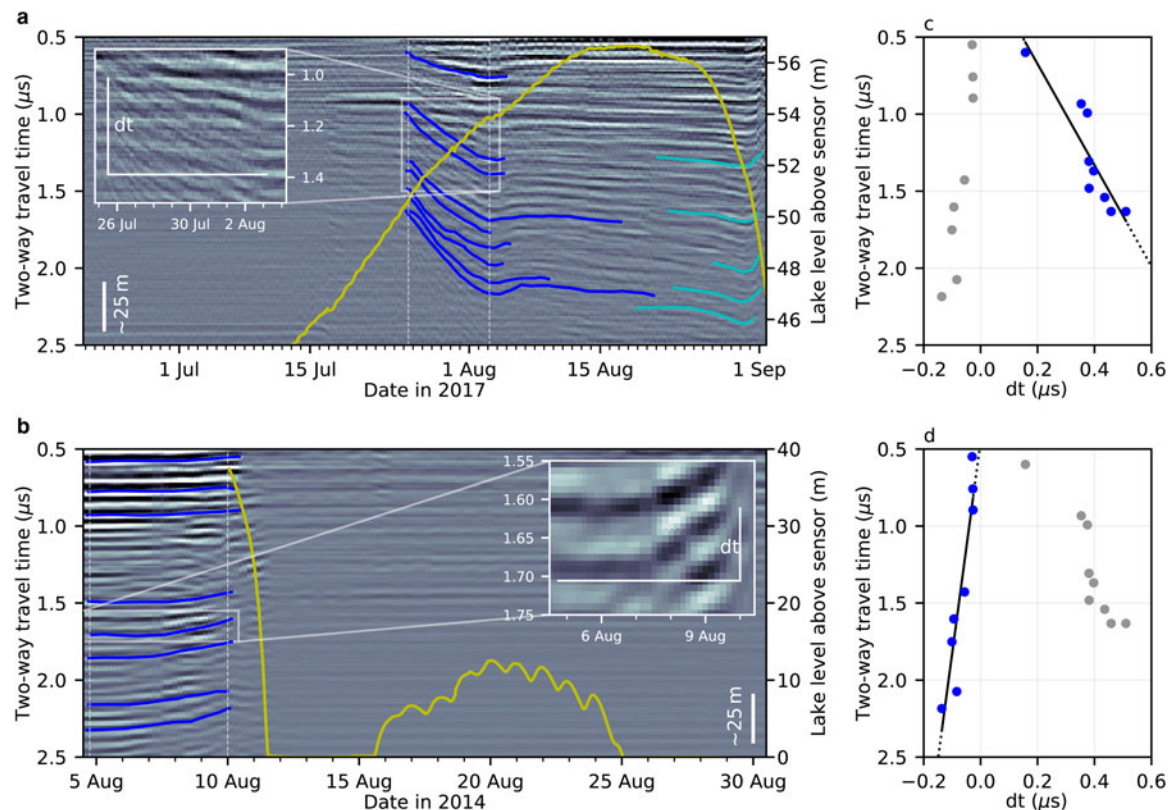 a
Two-way travel time (μs)
0.5
1.0
1.5
2.0
2.5
dt
1.0
1.2
1.4
26 Jul
30 Jul
2 Aug
~25 m
1 Jul
15 Jul
1 Aug
15 Aug
1 Sep
Date in 2017
56
54
52
50
48
46
Lake level above sensor (m)
c
Two-way travel time (μs)
0.5
1.0
1.5
2.0
2.5
−0.2
0.0
0.2
0.4
0.6
dt (μs)
b
Two-way travel time (μs)
0.5
1.0
1.5
2.0
2.5
1.55
1.60
1.65
1.70
1.75
dt
6 Aug
9 Aug
~25 m
5 Aug
10 Aug
15 Aug
20 Aug
25 Aug
30 Aug
Date in 2014
40
30
20
10
0
Lake level above sensor (m)
d
Two-way travel time (μs)
0.5
1.0
1.5
2.0
2.5
−0.2
0.0
0.2
0.4
0.6
dt (μs)